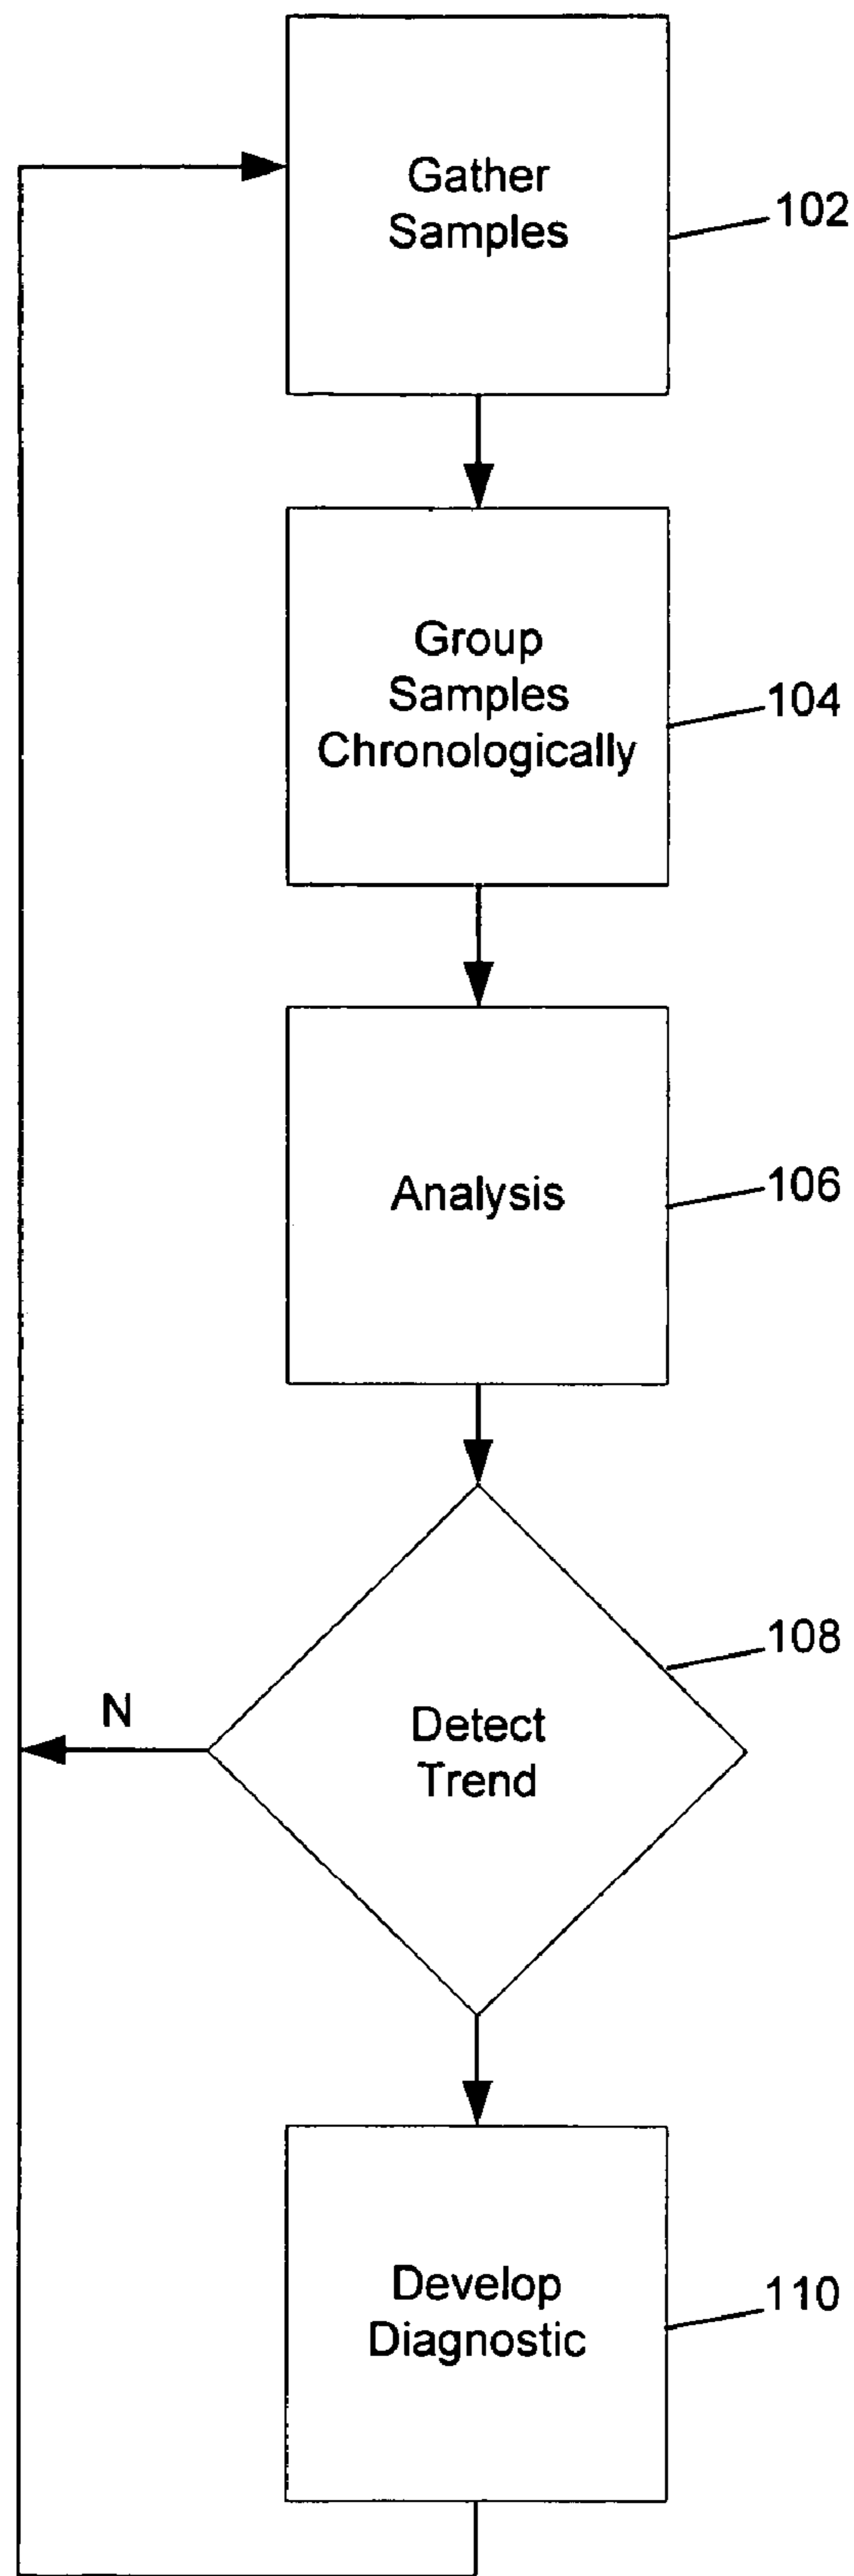 Gather
Samples
102
Group
Samples
Chronologically
104
Analysis
106
108
N
Detect
Trend
Develop
Diagnostic
110